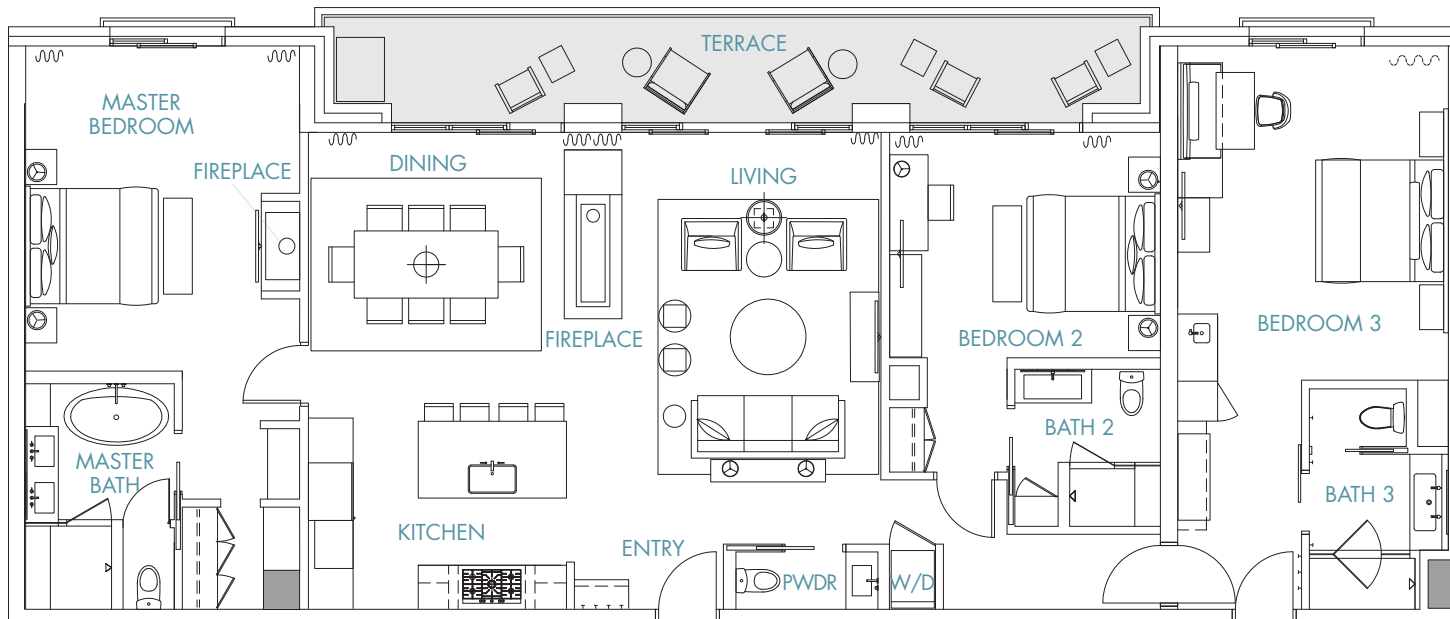 TERRACE
MASTER
BEDROOM
FIREPLACE
DINING
LIVING
FIREPLACE
BEDROOM 2
BEDROOM 3
MASTER
BATH
BATH 2
BATH 3
KITCHEN
ENTRY
PWDR
W/D